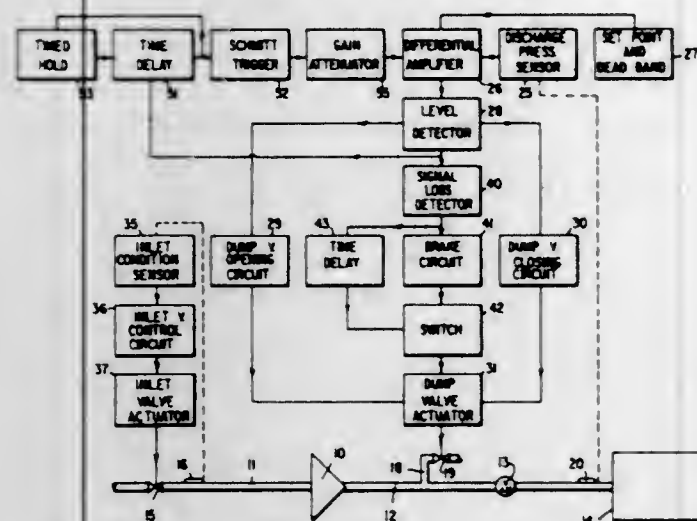 TIMED HOLD
TIME DELAY
SCHMITT TRIGGER
GAIN ATTENUATOR
DIFFERENTIAL AMPLIFIER
DISCHARGE PRESS SENSOR
SET POINT AND DEAD BAND
27
32
55
26
25
LEVEL DETECTOR
28
SIGNAL LOSS DETECTOR
40
35
INLET CONDITION SENSOR
29
DUMP V. OPENING CIRCUIT
43
TIME DELAY
41
BRAKE CIRCUIT
30
DUMP V. CLOSING CIRCUIT
36
INLET V. CONTROL CIRCUIT
SWITCH
42
37
INLET VALVE ACTUATOR
DUMP VALVE ACTUATOR
31
16
11
10
18
19
13
20
15
12